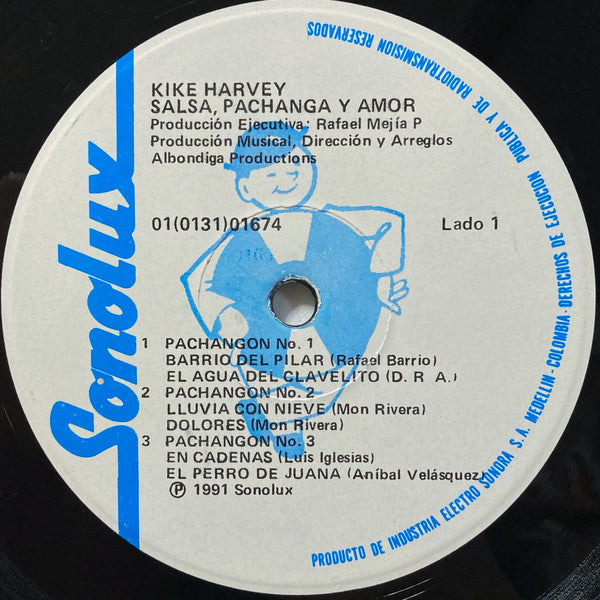 Sonolux
KIKE HARVEY
SALSA, PACHANGA Y AMOR
Producción Ejecutiva: Rafael Mejía P
Producción Musical, Dirección y Arreglos
Albondiga Productions
01(0131)01674 Lado 1
1 PACHANGON No. 1
BARRIO DEL PILAR (Rafael Barrio)
EL AGUA DEL CLAVELITO (D. R A.)
2 PACHANGON No. 2
LLUVIA CON NIEVE (Mon Rivera)
DOLORES (Mon Rivera)
3 PACHANGON No. 3
EN CADENAS (Luis Iglesias)
EL PERRO DE JUANA (Aníbal Velásquez)
Ⓟ 1991 Sonolux
PRODUCTO DE INDUSTRIA ELECTRO SONORA S.A. MEDELLIN - COLOMBIA - DERECHOS DE EJECUCION PUBLICA Y DE RADIOTRANSMISION RESERVADOS